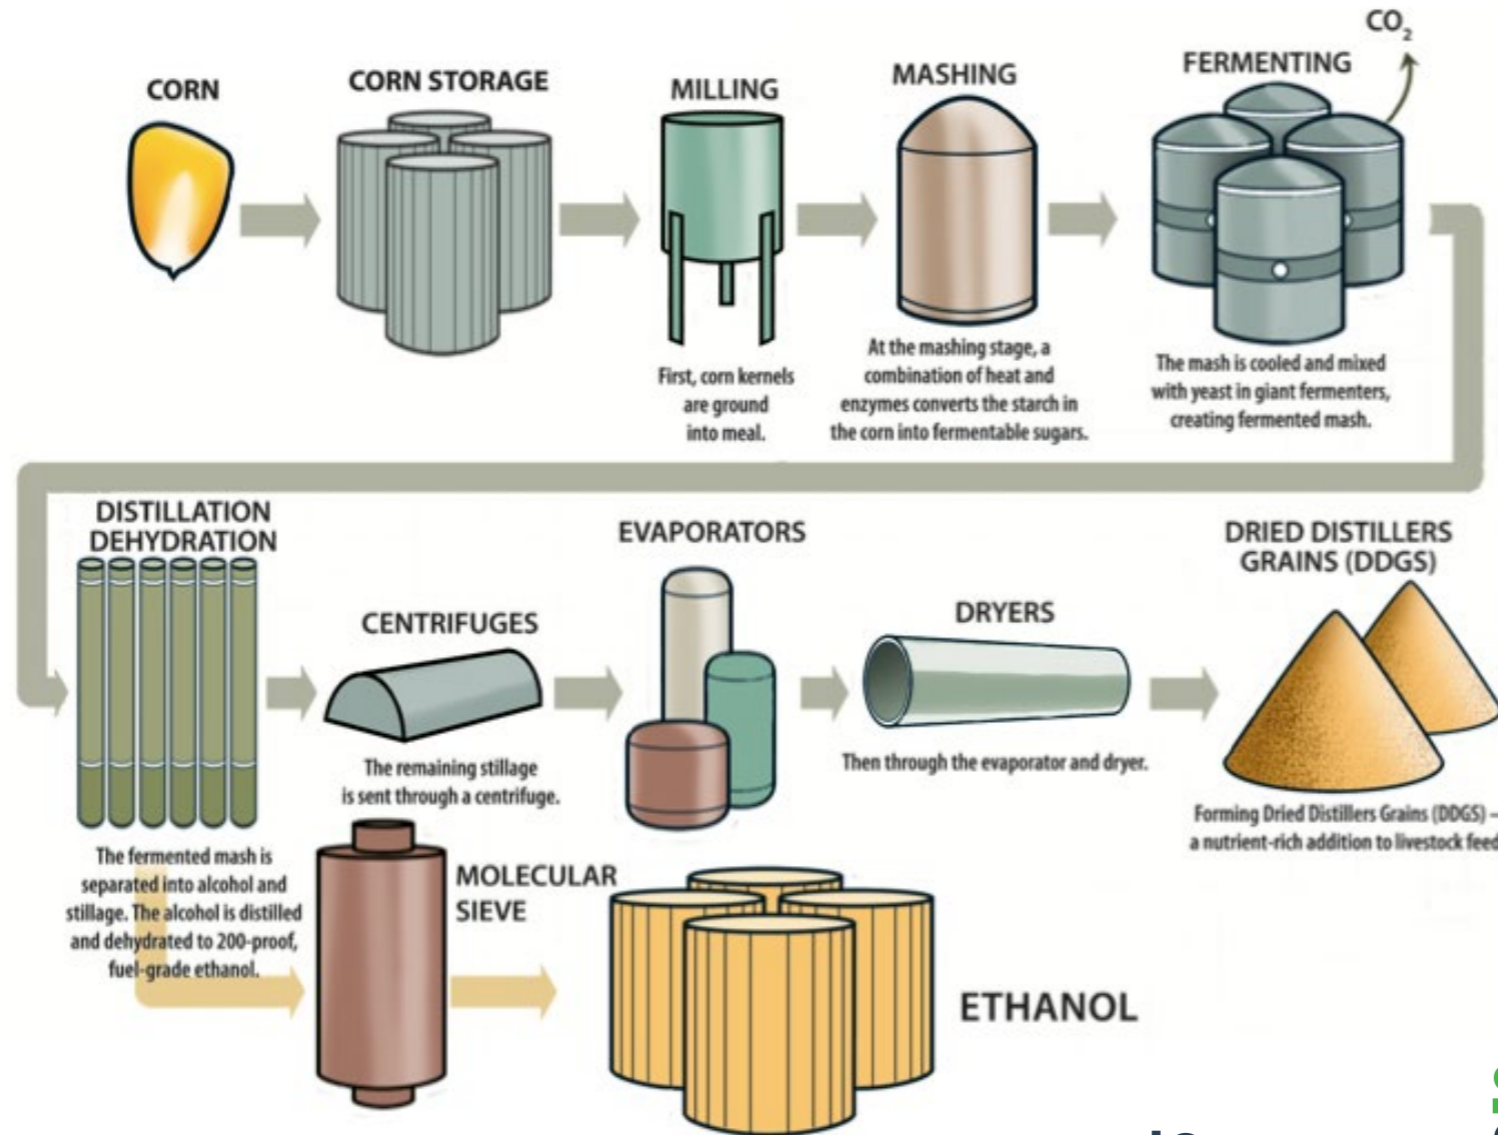 CO₂
CORN
CORN STORAGE
MILLING
MASHING
FERMENTING
First, corn kernels
are ground
into meal.
At the mashing stage, a
combination of heat and
enzymes converts the starch in
the corn into fermentable sugars.
The mash is cooled and mixed
with yeast in giant fermenters,
creating fermented mash.
DISTILLATION
DEHYDRATION
The fermented mash is
separated into alcohol and
stillage. The alcohol is distilled
and dehydrated to 200-proof,
fuel-grade ethanol.
CENTRIFUGES
The remaining stillage
is sent through a centrifuge.
EVAPORATORS
DRYERS
Then through the evaporator and dryer.
DRIED DISTILLERS
GRAINS (DDGS)
Forming Dried Distillers Grains (DDGS) –
a nutrient-rich addition to livestock feed
MOLECULAR
SIEVE
ETHANOL